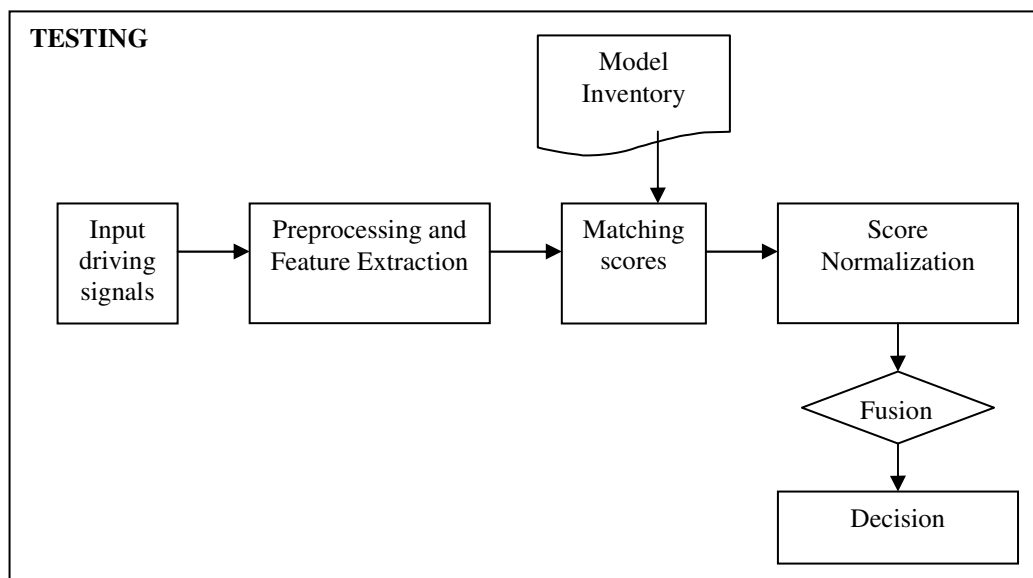 TESTING
Model
Inventory
Input
driving
signals
Preprocessing and
Feature Extraction
Matching
scores
Score
Normalization
Fusion
Decision